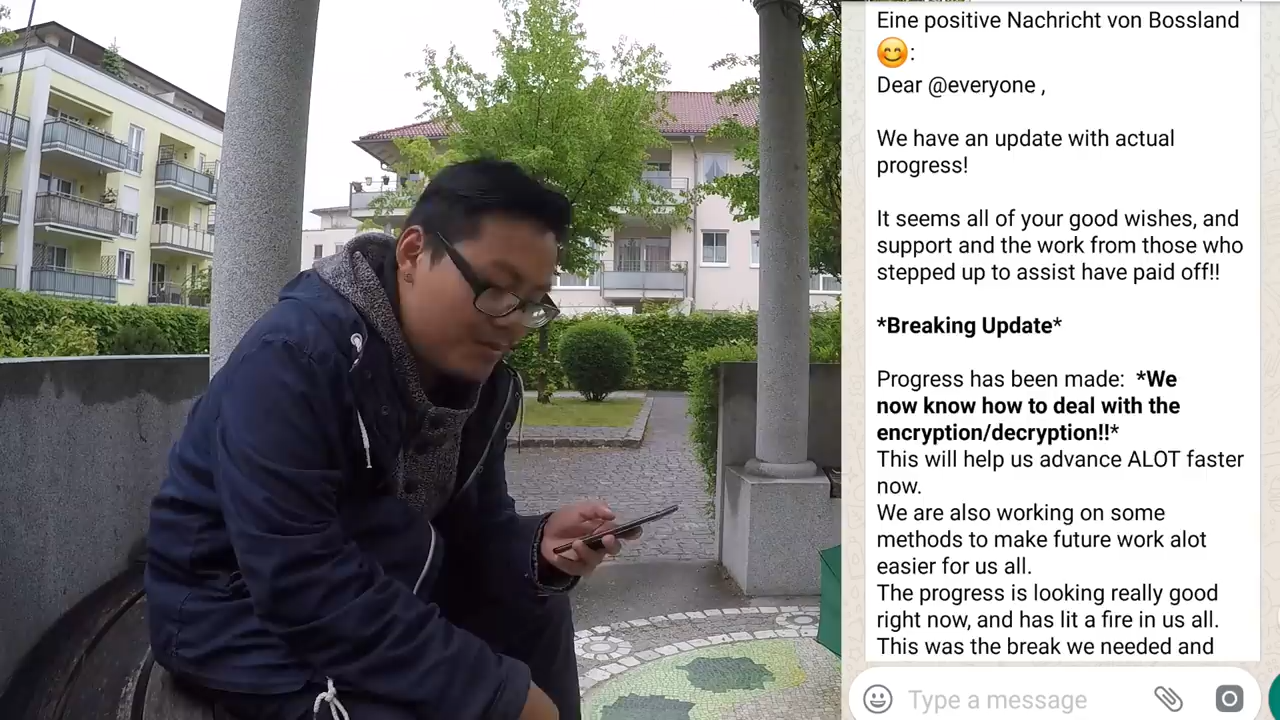 Eine positive Nachricht von Bossland
😊:
Dear @everyone ,
We have an update with actual
progress!
It seems all of your good wishes, and
support and the work from those who
stepped up to assist have paid off!!
*Breaking Update*
Progress has been made:  *We
now know how to deal with the
encryption/decryption!!*
This will help us advance ALOT faster
now.
We are also working on some
methods to make future work alot
easier for us all.
The progress is looking really good
right now, and has lit a fire in us all.
This was the break we needed and
Type a message